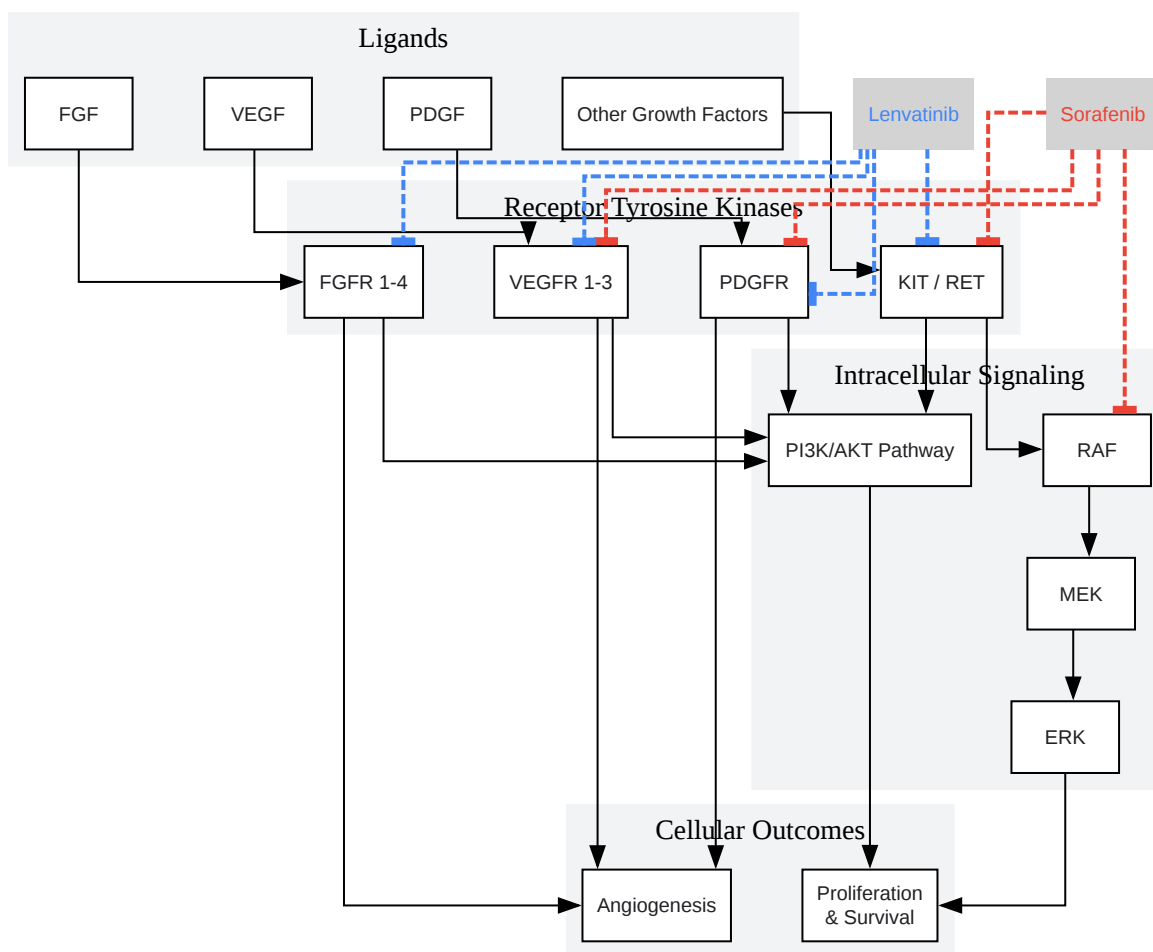 Ligands
FGF
VEGF
PDGF
Other Growth Factors
Lenvatinib
Sorafenib
Receptor Tyrosine Kinases
FGFR 1-4
VEGFR 1-3
PDGFR
KIT / RET
Intracellular Signaling
PI3K/AKT Pathway
RAF
MEK
ERK
Cellular Outcomes
Angiogenesis
Proliferation
& Survival